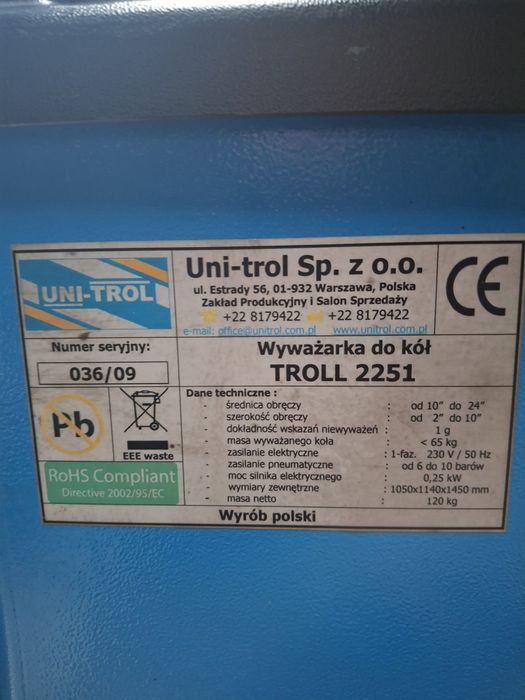 UNI-TROL
Uni-trol Sp. z o.o.
ul. Estrady 56, 01-932 Warszawa, Polska
Zakład Produkcyjny i Salon Sprzedaży
+22 8179422 +22 8179422
e-mail: office@unitrol.com.pl www.unitrol.com.pl
CE
Numer seryjny:
036/09
Wyważarka do kół
TROLL 2251
Pb
EEE waste
RoHS Compliant
Directive 2002/95/EC
Dane techniczne :
- średnica obręczy : od 10" do 24"
- szerokość obręczy : od 2" do 10"
- dokładność wskazań niewyważeń : 1 g
- masa wyważanego koła : < 65 kg
- zasilanie elektryczne : 1-faz. 230 V / 50 Hz
- zasilanie pneumatyczne : od 6 do 10 barów
- moc silnika elektrycznego : 0,25 kW
- wymiary zewnętrzne : 1050x1140x1450 mm
- masa netto : 120 kg
Wyrób polski